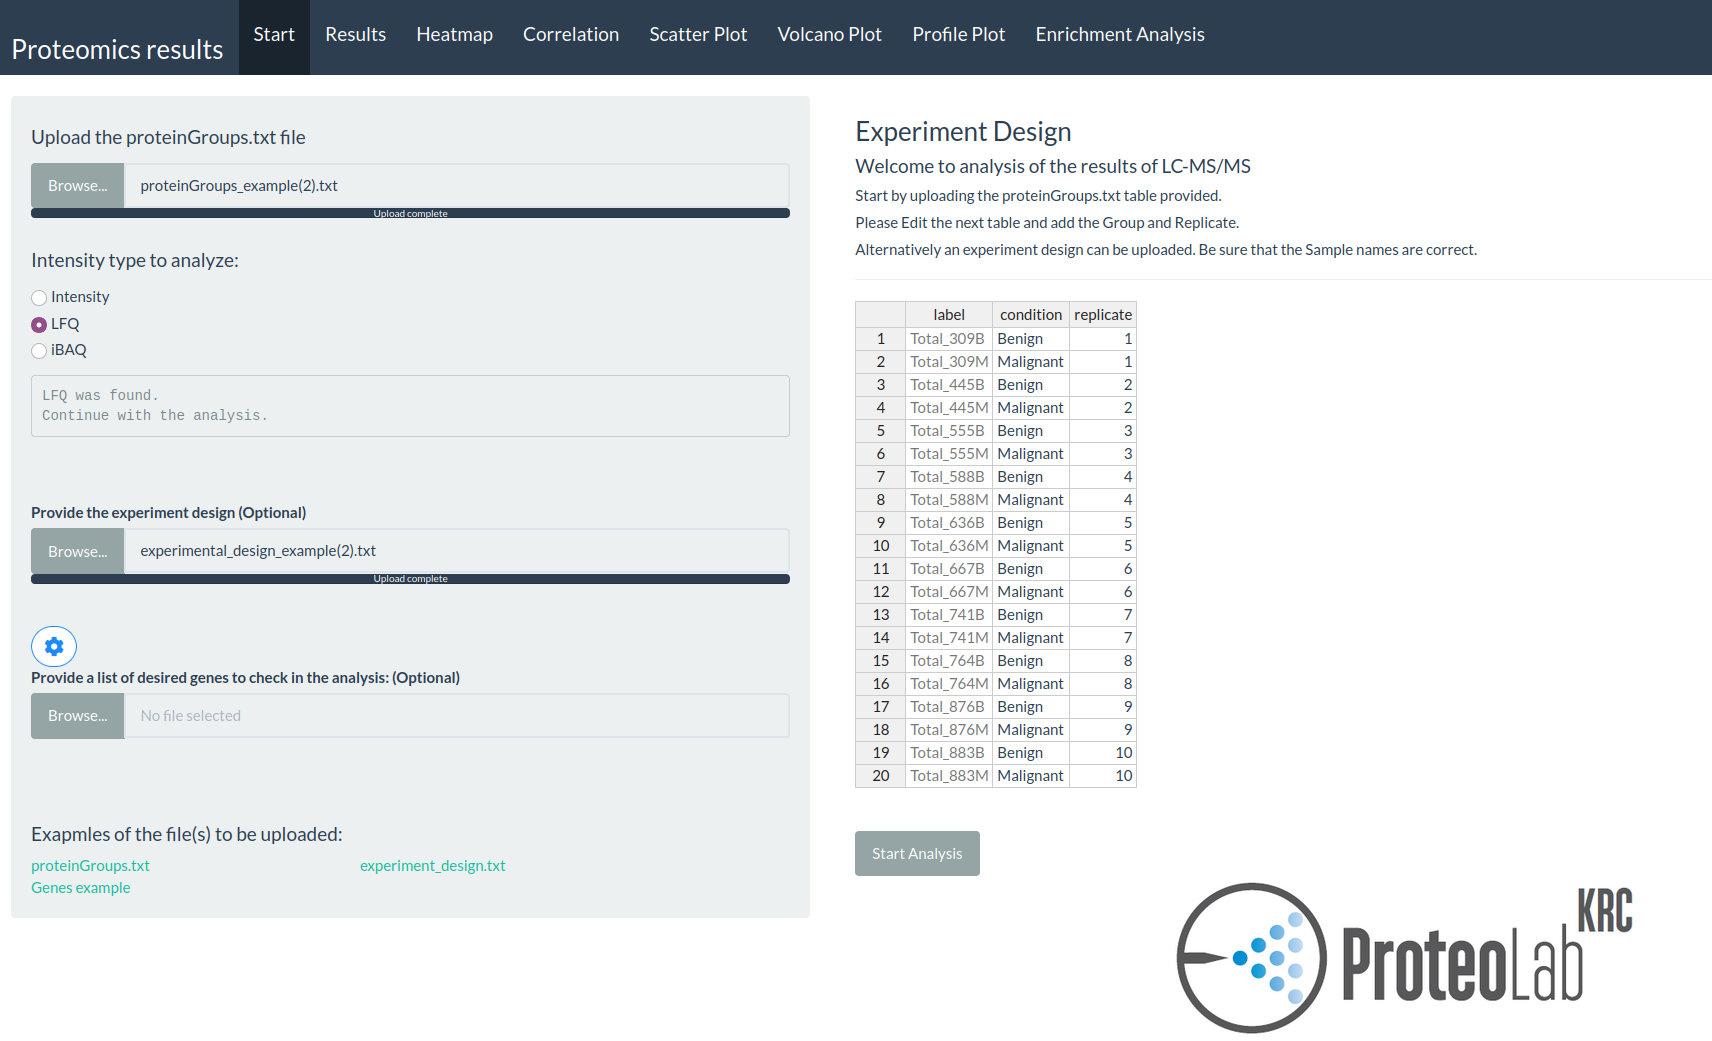 Proteomics results
Start
Results
Heatmap
Correlation
Scatter Plot
Volcano Plot
Profile Plot
Enrichment Analysis
Upload the proteinGroups.txt file
Browse... proteinGroups_example(2).txt
Upload complete
Intensity type to analyze:
Intensity
LFQ
iBAQ
LFQ was found.
Continue with the analysis.
Provide the experiment design (Optional)
Browse... experimental_design_example(2).txt
Upload complete
Provide a list of desired genes to check in the analysis: (Optional)
Browse... No file selected
Exapmles of the file(s) to be uploaded:
proteinGroups.txt experiment_design.txt
Genes example
Experiment Design
Welcome to analysis of the results of LC-MS/MS
Start by uploading the proteinGroups.txt table provided.
Please Edit the next table and add the Group and Replicate.
Alternatively an experiment design can be uploaded. Be sure that the Sample names are correct.
label condition replicate
1 Total_309B Benign 1
2 Total_309M Malignant 1
3 Total_445B Benign 2
4 Total_445M Malignant 2
5 Total_555B Benign 3
6 Total_555M Malignant 3
7 Total_588B Benign 4
8 Total_588M Malignant 4
9 Total_636B Benign 5
10 Total_636M Malignant 5
11 Total_667B Benign 6
12 Total_667M Malignant 6
13 Total_741B Benign 7
14 Total_741M Malignant 7
15 Total_764B Benign 8
16 Total_764M Malignant 8
17 Total_876B Benign 9
18 Total_876M Malignant 9
19 Total_883B Benign 10
20 Total_883M Malignant 10
Start Analysis
ProteoLab KRC